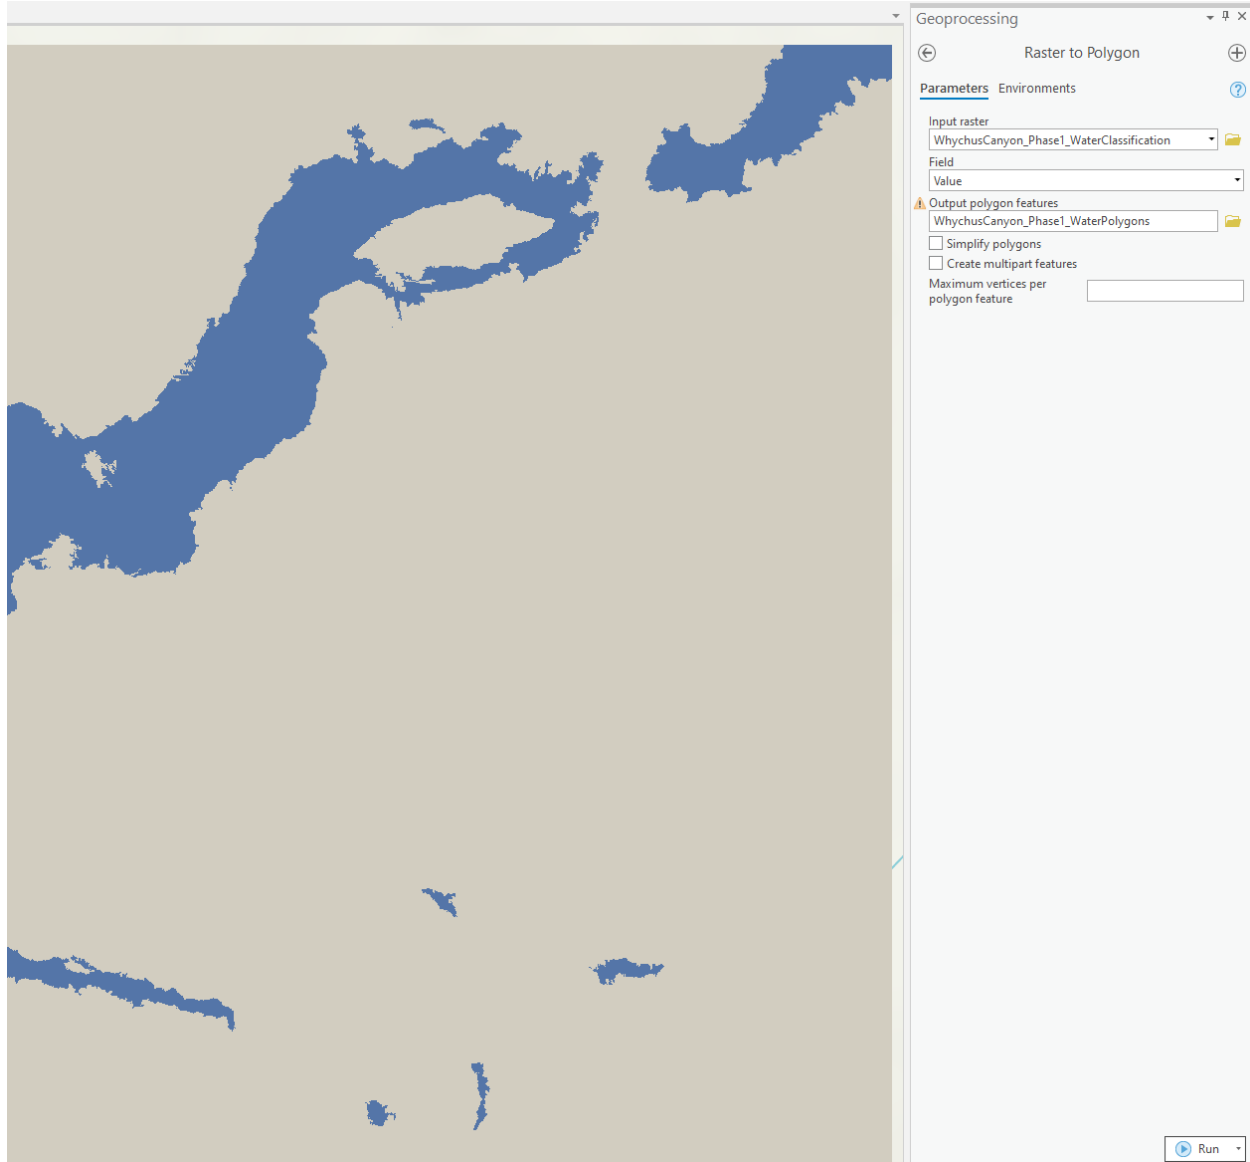 Geoprocessing
Raster to Polygon
Parameters Environments
Input raster
WhychusCanyon_Phase1_WaterClassification
Field
Value
Output polygon features
WhychusCanyon_Phase1_WaterPolygons
Simplify polygons
Create multipart features
Maximum vertices per
polygon feature
Run